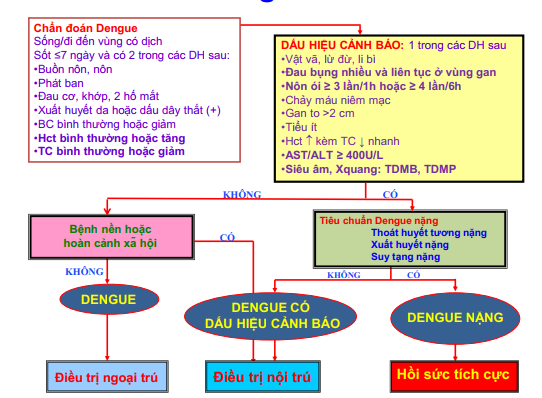 Chẩn đoán Dengue
Sống/đi đến vùng có dịch
Sốt ≤7 ngày và có 2 trong các DH sau:
•Buồn nôn, nôn
•Phát ban
•Đau cơ, khớp, 2 hố mắt
•Xuất huyết da hoặc dấu dây thắt (+)
•BC bình thường hoặc giảm
•Hct bình thường hoặc tăng
•TC bình thường hoặc giảm
DẤU HIỆU CẢNH BÁO: 1 trong các DH sau
•Vật vã, lừ đừ, li bì
•Đau bụng nhiều và liên tục ở vùng gan
•Nôn ói ≥ 3 lần/1h hoặc ≥ 4 lần/6h
•Chảy máu niêm mạc
•Gan to >2 cm
•Tiểu ít
•Hct ↑ kèm TC ↓ nhanh
•AST/ALT ≥ 400U/L
•Siêu âm, Xquang: TDMB, TDMP
KHÔNG
CÓ
Bệnh nền hoặc
hoàn cảnh xã hội
CÓ
Tiêu chuẩn Dengue nặng
Thoát huyết tương nặng
Xuất huyết nặng
Suy tạng nặng
KHÔNG
KHÔNG
CÓ
DENGUE
DENGUE CÓ
DẤU HIỆU CẢNH BÁO
DENGUE NẶNG
Điều trị ngoại trú
Điều trị nội trú
Hồi sức tích cực